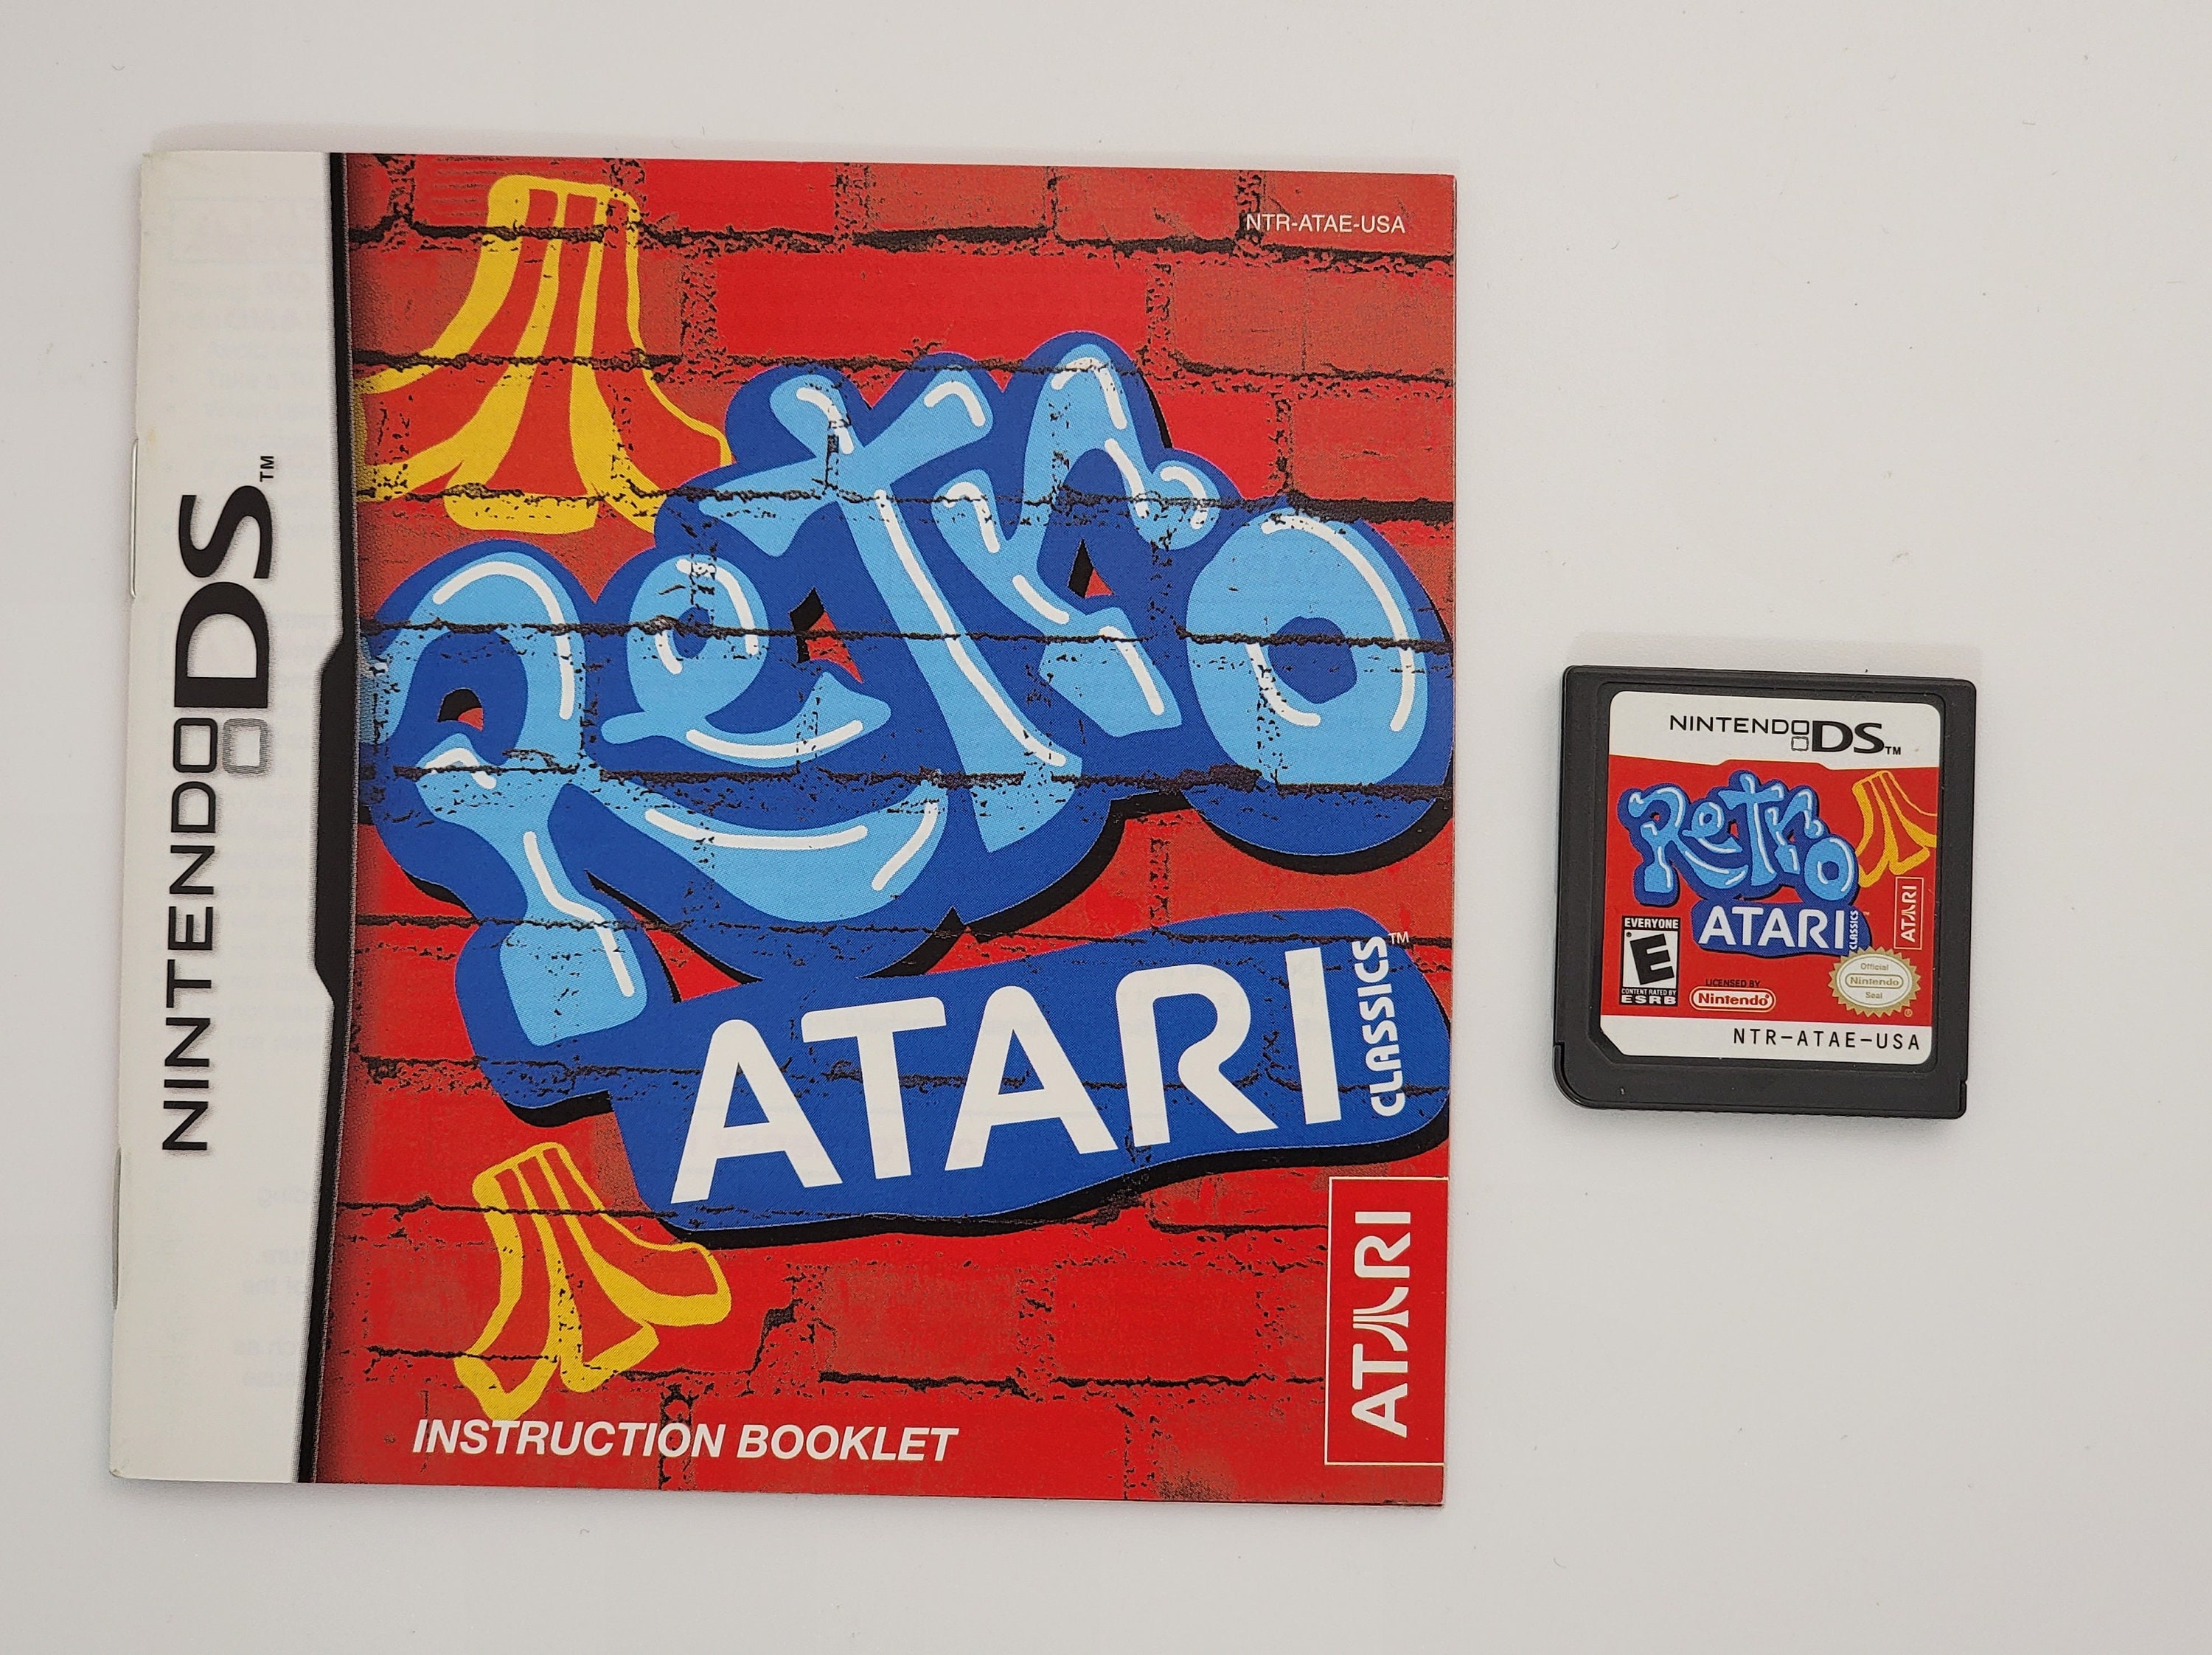 NINTENDO DS™
NTR-ATAE-USA
Retro
ATARI CLASSICS™
ATARI
INSTRUCTION BOOKLET
NINTENDO DS™
Retro
ATARI CLASSICS™
ATARI
EVERYONE
E
CONTENT RATED BY
ESRB
LICENSED BY
Nintendo®
Official
Nintendo
Seal
®
NTR-ATAE-USA